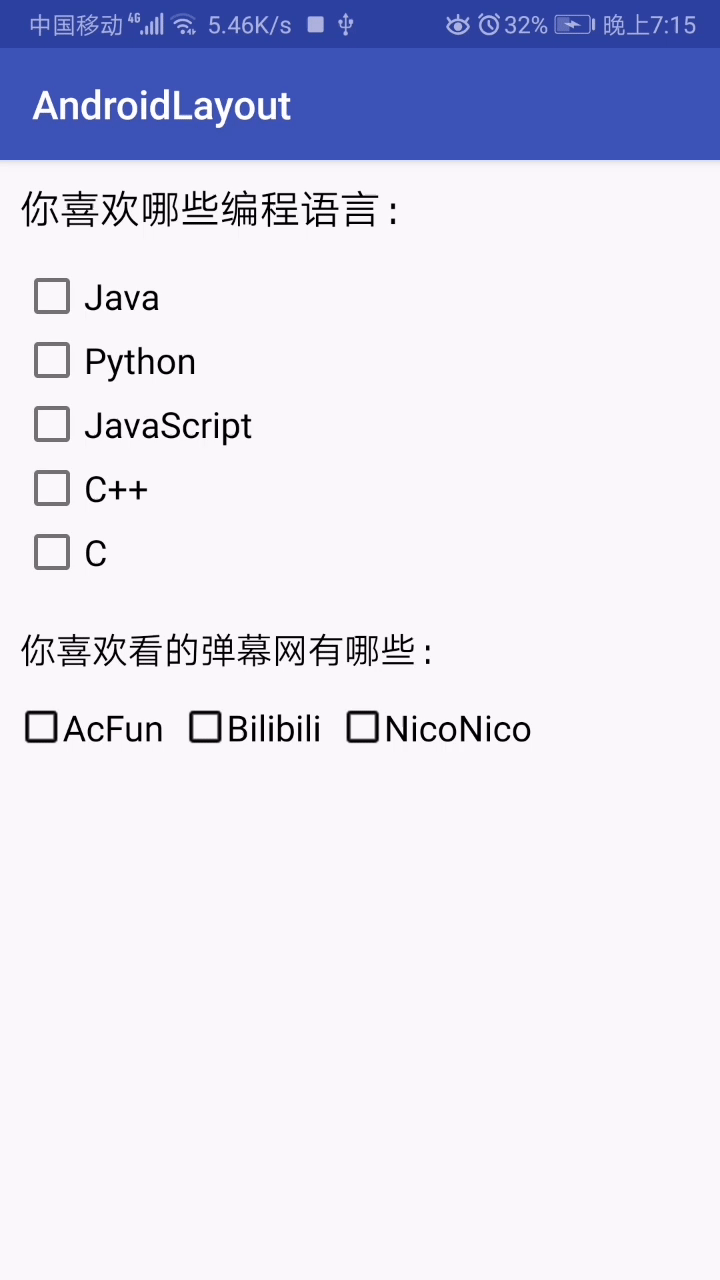 中国移动 4G 5.46K/s 32% 晚上7:15
AndroidLayout
你喜欢哪些编程语言:
Java
Python
JavaScript
C++
C
你喜欢看的弹幕网有哪些:
AcFun Bilibili NicoNico